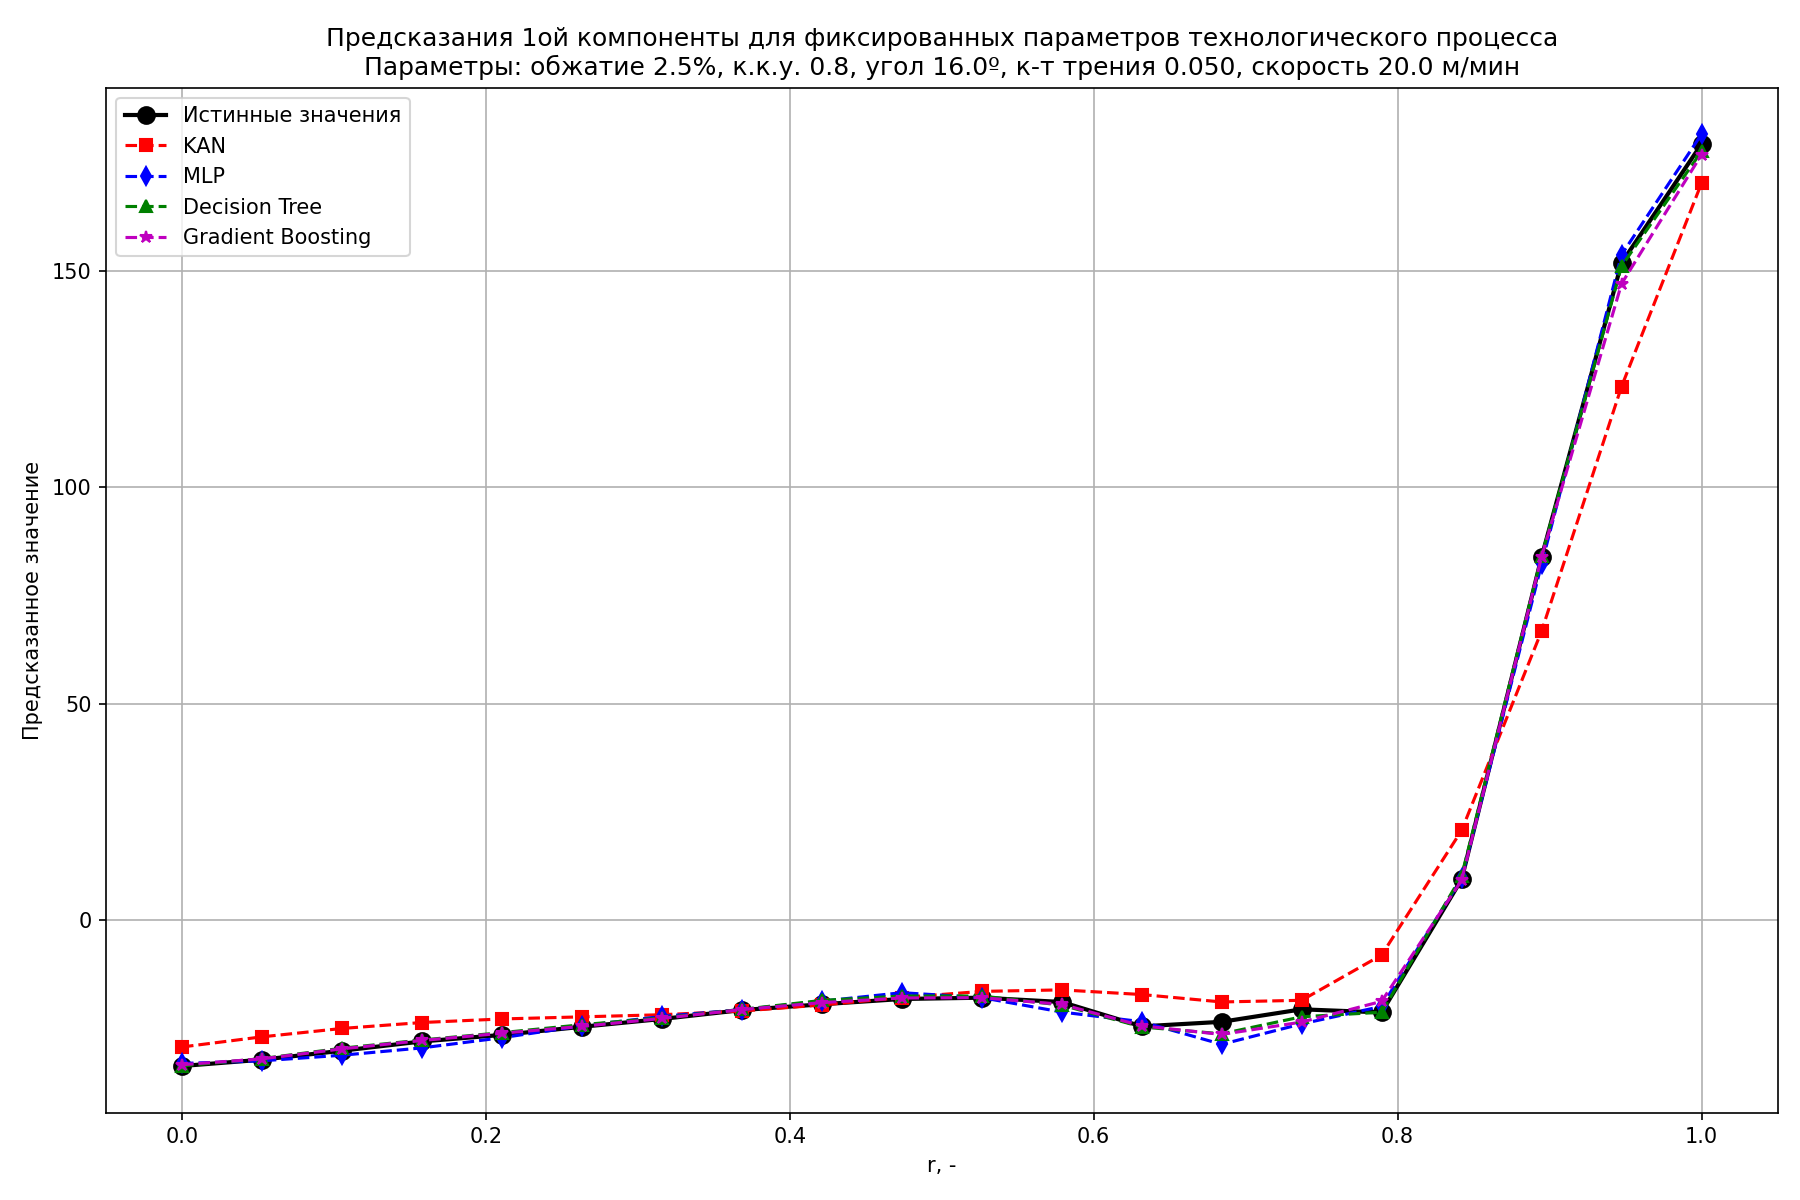 Предсказания 1ой компоненты для фиксированных параметров технологического процесса
Параметры: обжатие 2.5%, к.к.у. 0.8, угол 16.0º, к-т трения 0.050, скорость 20.0 м/мин
Истинные значения
KAN
MLP
Decision Tree
Gradient Boosting
Предсказанное значение
150
100
50
0
0.0
0.2
0.4
0.6
0.8
1.0
r, -